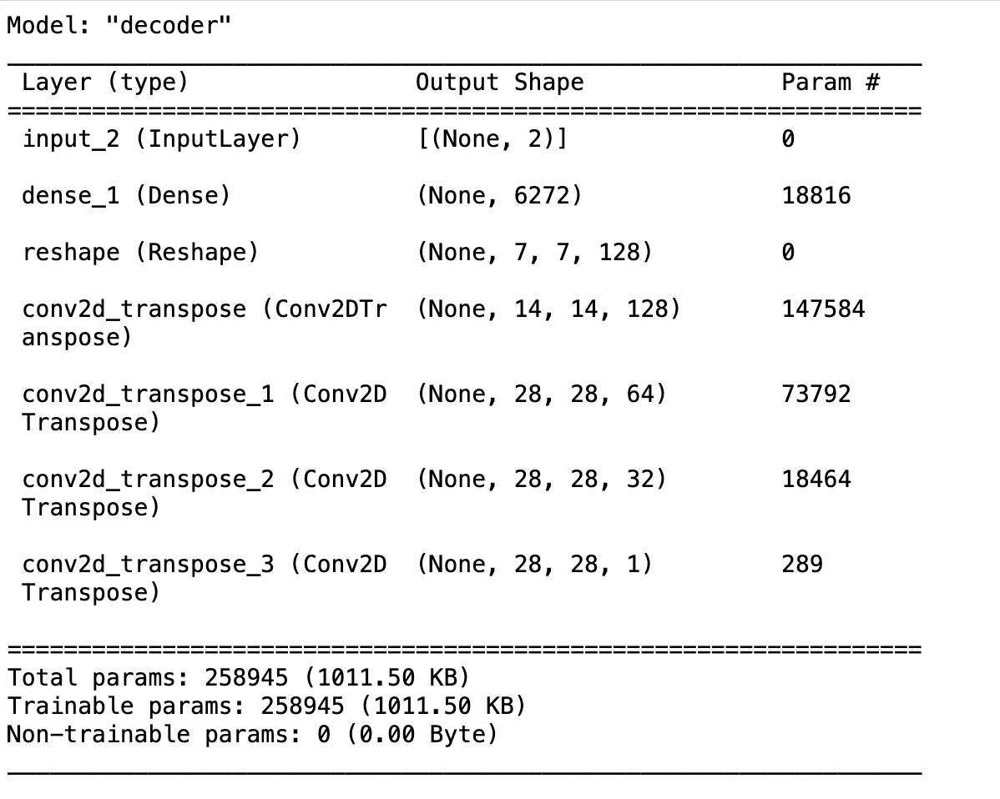 Model: "decoder"
Layer (type) Output Shape Param #
input_2 (InputLayer) [(None, 2)] 0
dense_1 (Dense) (None, 6272) 18816
reshape (Reshape) (None, 7, 7, 128) 0
conv2d_transpose (Conv2DTr (None, 14, 14, 128) 147584
anspose)
conv2d_transpose_1 (Conv2D (None, 28, 28, 64) 73792
Transpose)
conv2d_transpose_2 (Conv2D (None, 28, 28, 32) 18464
Transpose)
conv2d_transpose_3 (Conv2D (None, 28, 28, 1) 289
Transpose)
Total params: 258945 (1011.50 KB)
Trainable params: 258945 (1011.50 KB)
Non-trainable params: 0 (0.00 Byte)